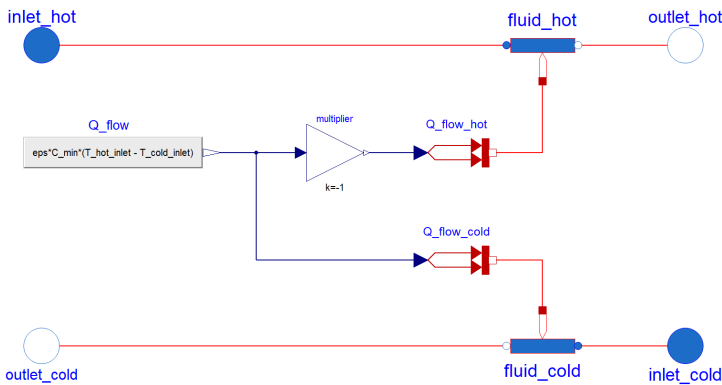 inlet_hot
fluid_hot
outlet_hot
Q_flow
multiplier
Q_flow_hot
eps*C_min*(T_hot_inlet - T_cold_inlet)
k=-1
Q_flow_cold
outlet_cold
fluid_cold
inlet_cold